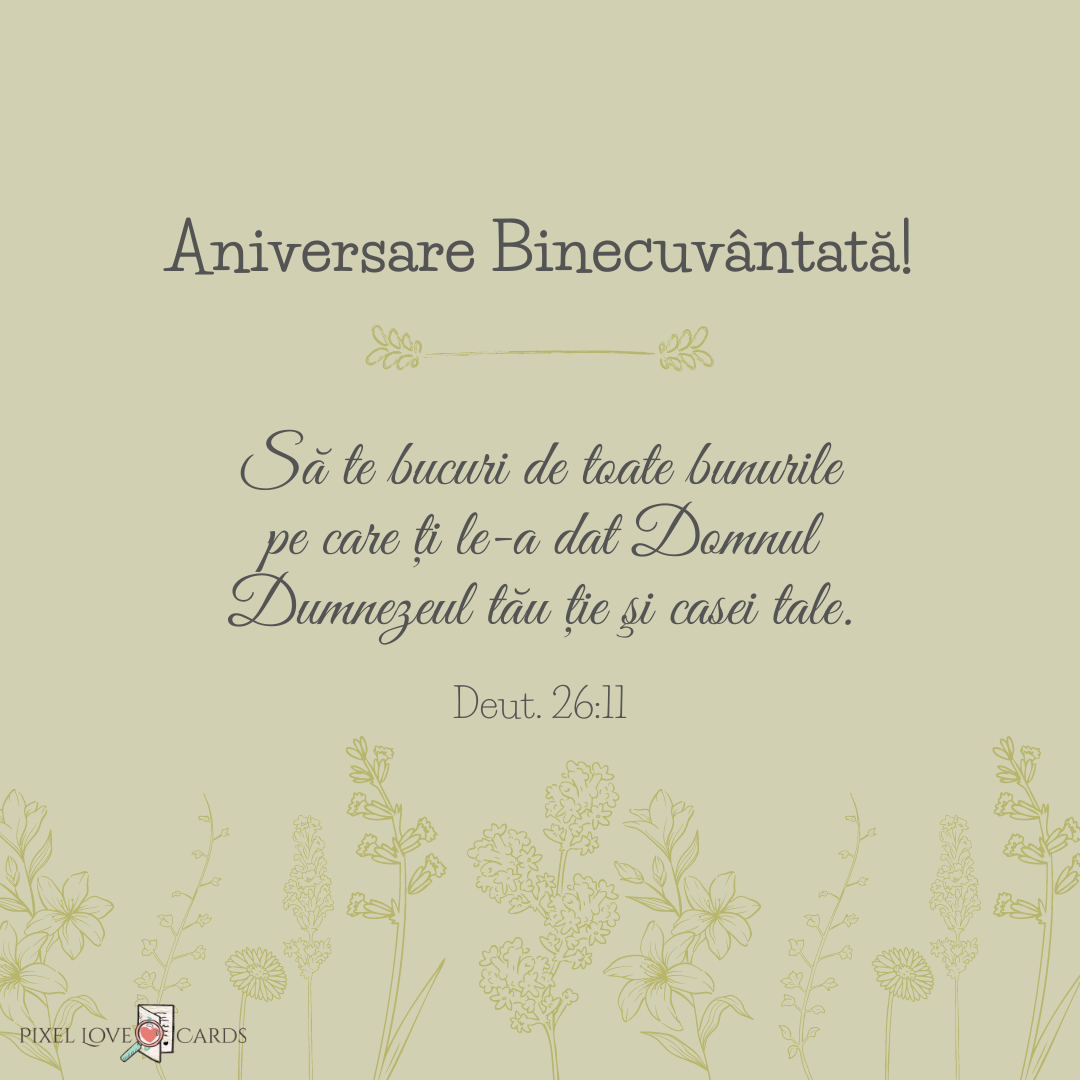 Aniversare Binecuvântată!
Să te bucuri de toate bunurile
pe care ți le-a dat Domnul
Dumnezeul tău ție și casei tale.
Deut. 26:11
PIXEL LOVE CARDS